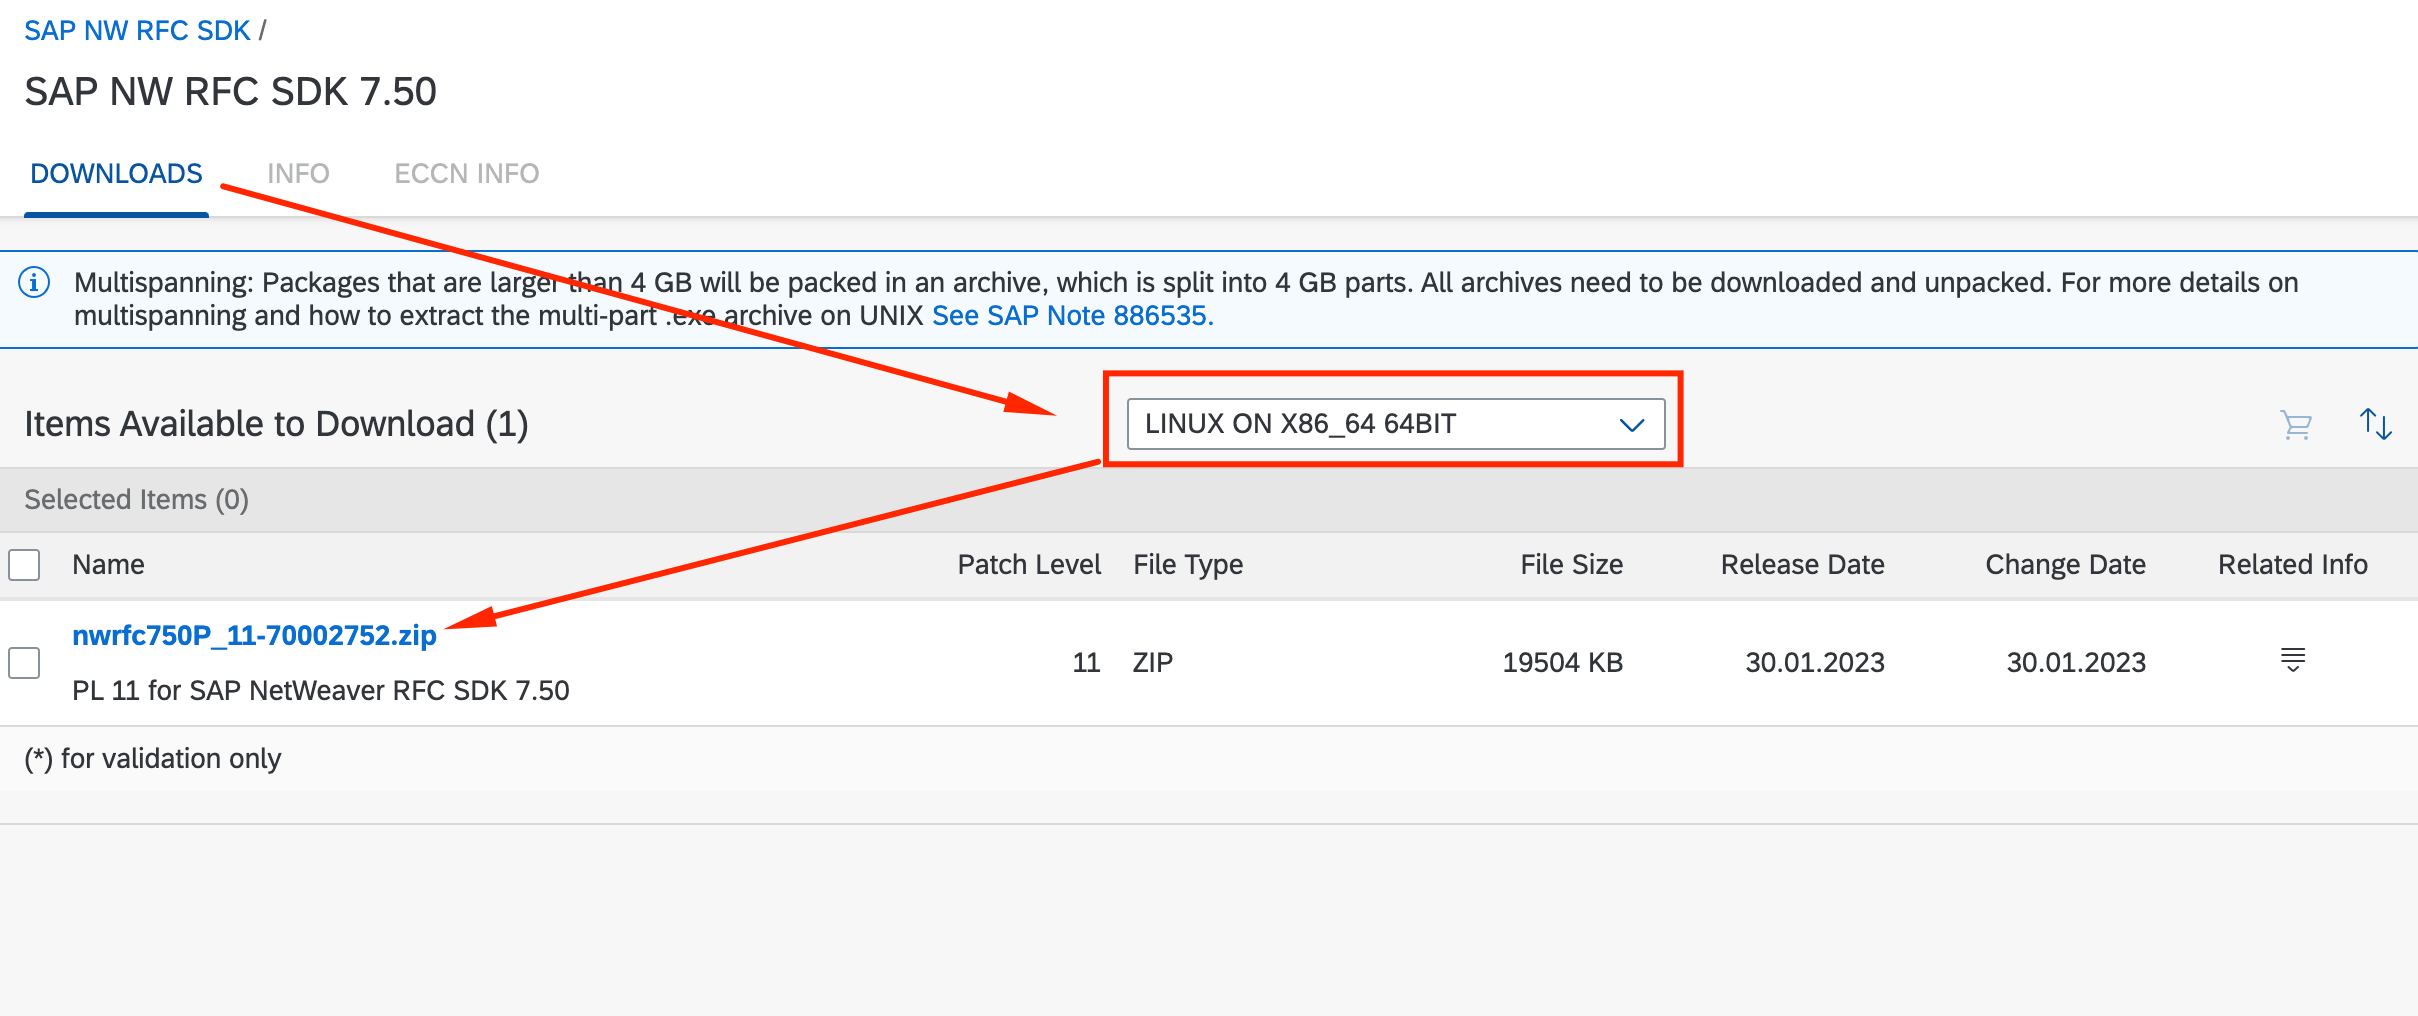 SAP NW RFC SDK /
SAP NW RFC SDK 7.50
DOWNLOADS INFO ECCN INFO
Multispanning: Packages that are larger than 4 GB will be packed in an archive, which is split into 4 GB parts. All archives need to be downloaded and unpacked. For more details on
multispanning and how to extract the multi-part .exe archive on UNIX See SAP Note 886535.
Items Available to Download (1) LINUX ON X86_64 64BIT
Selected Items (0)
Name Patch Level File Type File Size Release Date Change Date Related Info
nwrfc750P_11-70002752.zip
11 ZIP 19504 KB 30.01.2023 30.01.2023
PL 11 for SAP NetWeaver RFC SDK 7.50
(*) for validation only